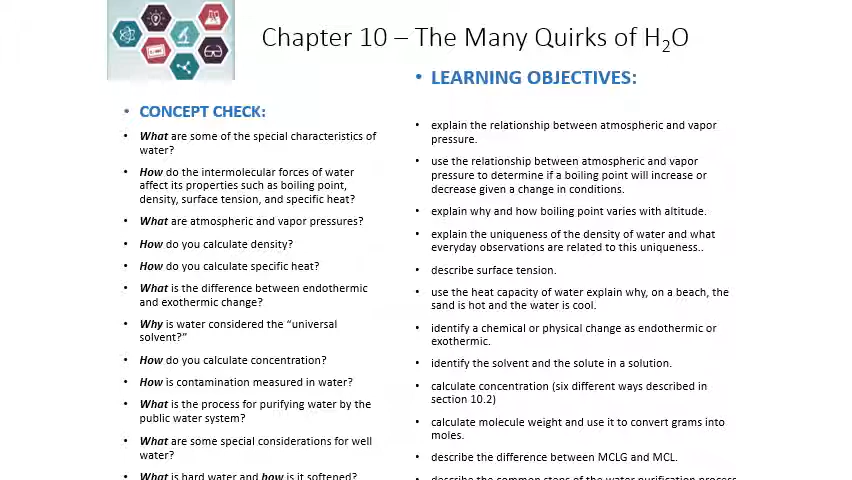 Chapter 10 – The Many Quirks of H₂O
• CONCEPT CHECK:
• What are some of the special characteristics of
water?
• How do the intermolecular forces of water
affect its properties such as boiling point,
density, surface tension, and specific heat?
• What are atmospheric and vapor pressures?
• How do you calculate density?
• How do you calculate specific heat?
• What is the difference between endothermic
and exothermic change?
• Why is water considered the “universal
solvent?”
• How do you calculate concentration?
• How is contamination measured in water?
• What is the process for purifying water by the
public water system?
• What are some special considerations for well
water?
• What is hard water and how is it softened?
• LEARNING OBJECTIVES:
• explain the relationship between atmospheric and vapor
pressure.
• use the relationship between atmospheric and vapor
pressure to determine if a boiling point will increase or
decrease given a change in conditions.
• explain why and how boiling point varies with altitude.
• explain the uniqueness of the density of water and what
everyday observations are related to this uniqueness..
• describe surface tension.
• use the heat capacity of water explain why, on a beach, the
sand is hot and the water is cool.
• identify a chemical or physical change as endothermic or
exothermic.
• identify the solvent and the solute in a solution.
• calculate concentration (six different ways described in
section 10.2)
• calculate molecule weight and use it to convert grams into
moles.
• describe the difference between MCLG and MCL.
• describe the common steps of the water purification process